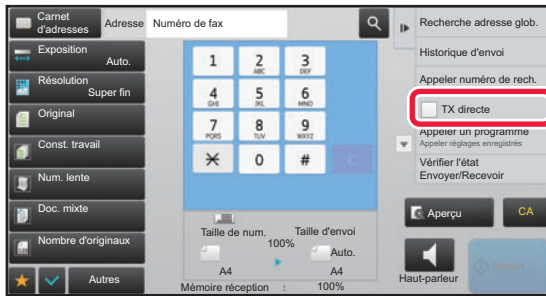 Carnet
d'adresses
Adresse
Numéro de fax
Exposition
Auto.
Résolution
Super fin
Original
Const. travail
Num. lente
Doc. mixte
Nombre d'originaux
Autres
1
2
ABC
3
DEF
4
GHI
5
JKL
6
MNO
7
PQRS
8
TUV
9
WXYZ
0
#
C
Taille de num.
Taille d'envoi
100%
Auto.
A4
A4
Mémoire réception : 100%
Recherche adresse glob.
Historique d'envoi
Appeler numéro de rech.
TX directe
Appeler un programme
Appeler réglages enregistrés
Vérifier l'état
Envoyer/Recevoir
Aperçu
CA
Haut-parleur
Départ